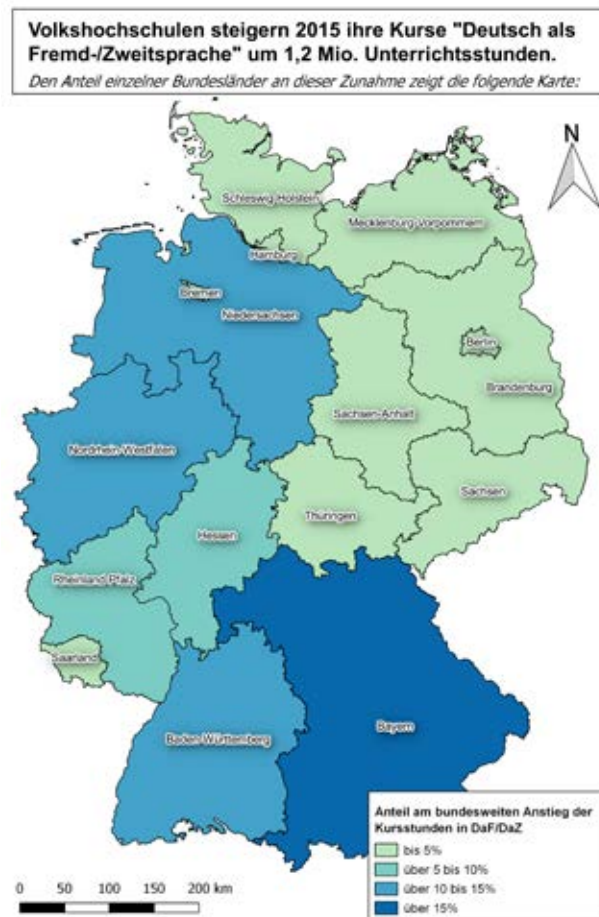 Volkshochschulen steigern 2015 ihre Kurse "Deutsch als
Fremd-/Zweitsprache" um 1,2 Mio. Unterrichtsstunden.
Den Anteil einzelner Bundesländer an dieser Zunahme zeigt die folgende Karte:
N
Schleswig-Holstein
Mecklenburg-Vorpommern
Hamburg
Bremen
Niedersachsen
Berlin
Brandenburg
Sachsen-Anhalt
Nordrhein-Westfalen
Sachsen
Thüringen
Hessen
Rheinland-Pfalz
Saarland
Baden-Württemberg
Bayern
Anteil am bundesweiten Anstieg der
Kursstunden in DaF/DaZ
bis 5%
über 5 bis 10%
über 10 bis 15%
über 15%
0 50 100 150 200 km